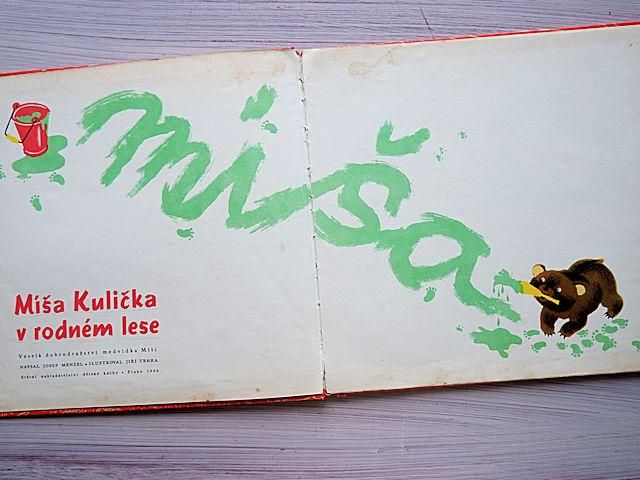 miša
Míša Kulička
v rodném lese
Veselá dobrodružství medvídka Míši
NAPSAL JOSEF MENZEL • ILUSTROVAL JIŘÍ TRNKA
Státní nakladatelství dětské knihy • Praha